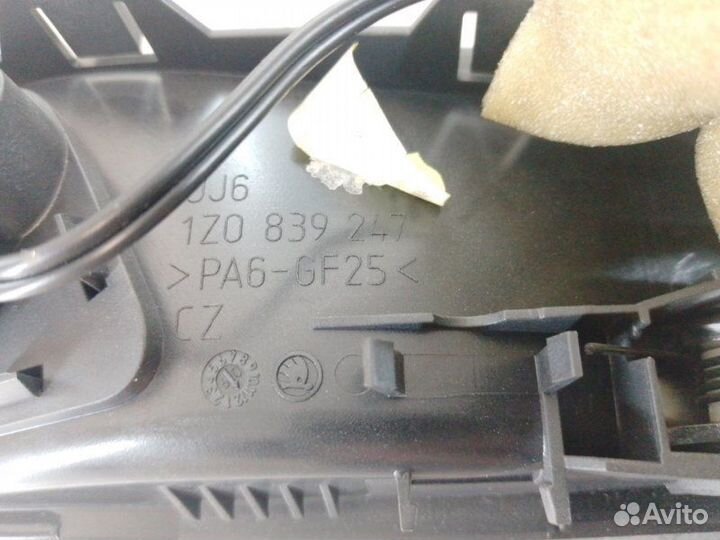 1Z0 839 247
>PA6-GF25<
CZ
Avito